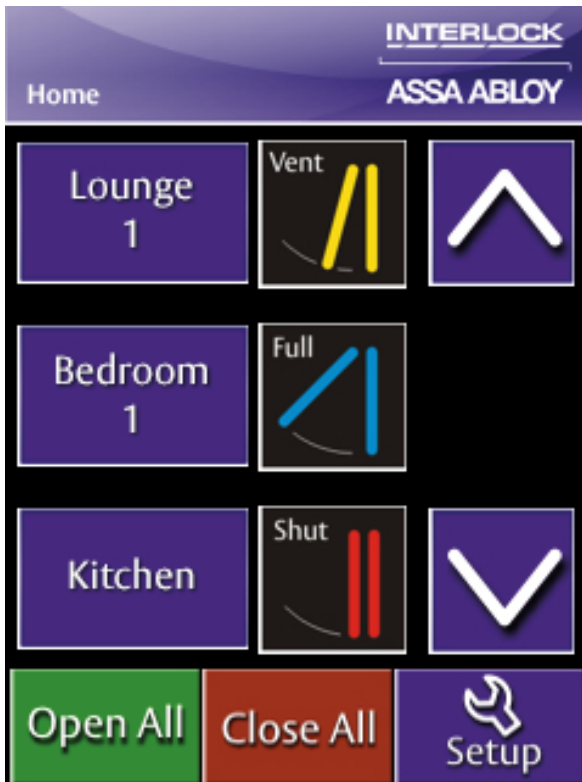 INTERLOCK
Home
ASSA ABLOY
Lounge
1
Vent
Bedroom
1
Full
Kitchen
Shut
Open All
Close All
Setup